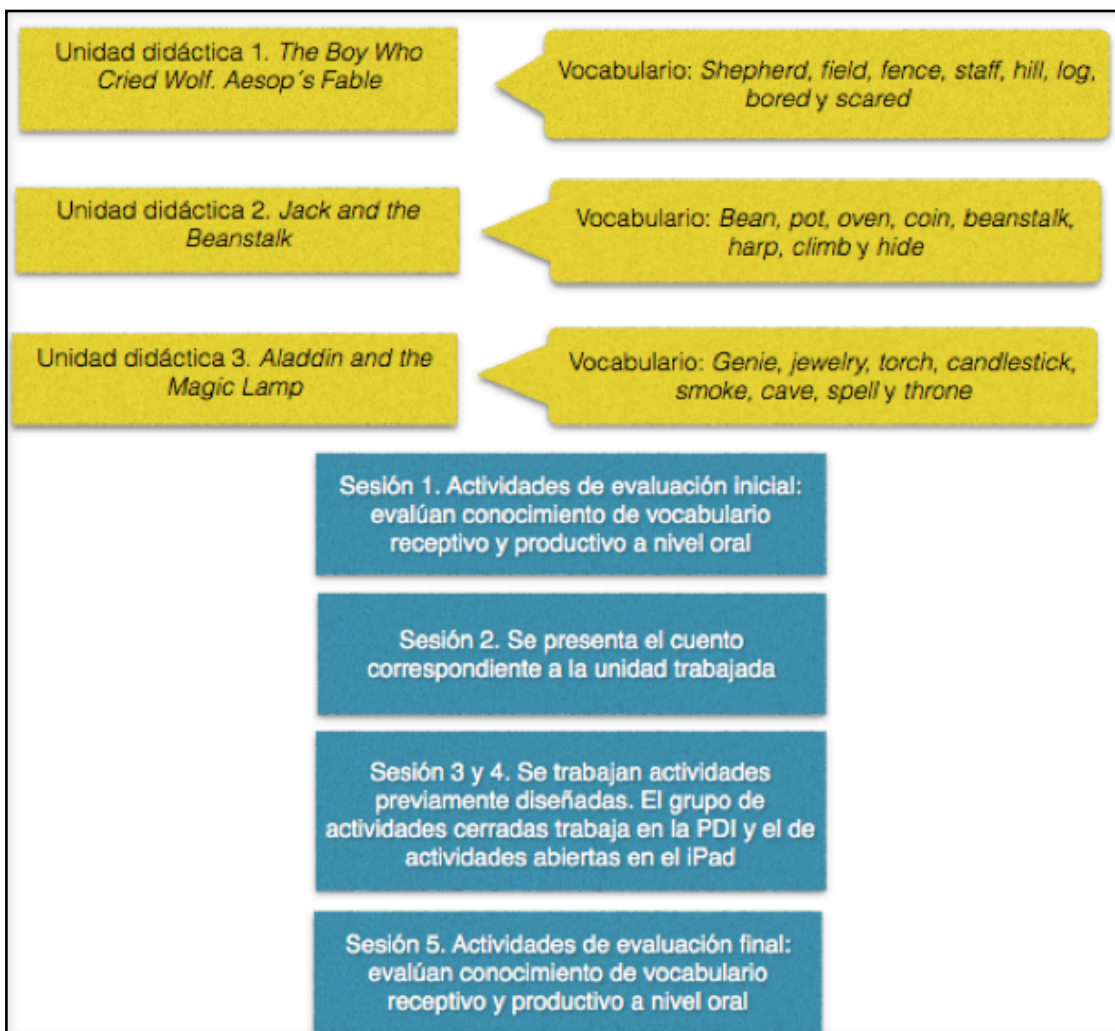 Unidad didáctica 1. The Boy Who
Cried Wolf. Aesop´s Fable
Vocabulario: Shepherd, field, fence, staff, hill, log,
bored y scared
Unidad didáctica 2. Jack and the
Beanstalk
Vocabulario: Bean, pot, oven, coin, beanstalk,
harp, climb y hide
Unidad didáctica 3. Aladdin and the
Magic Lamp
Vocabulario: Genie, jewelry, torch, candlestick,
smoke, cave, spell y throne
Sesión 1. Actividades de evaluación inicial:
evalúan conocimiento de vocabulario
receptivo y productivo a nivel oral
Sesión 2. Se presenta el cuento
correspondiente a la unidad trabajada
Sesión 3 y 4. Se trabajan actividades
previamente diseñadas. El grupo de
actividades cerradas trabaja en la PDI y el de
actividades abiertas en el iPad
Sesión 5. Actividades de evaluación final:
evalúan conocimiento de vocabulario
receptivo y productivo a nivel oral